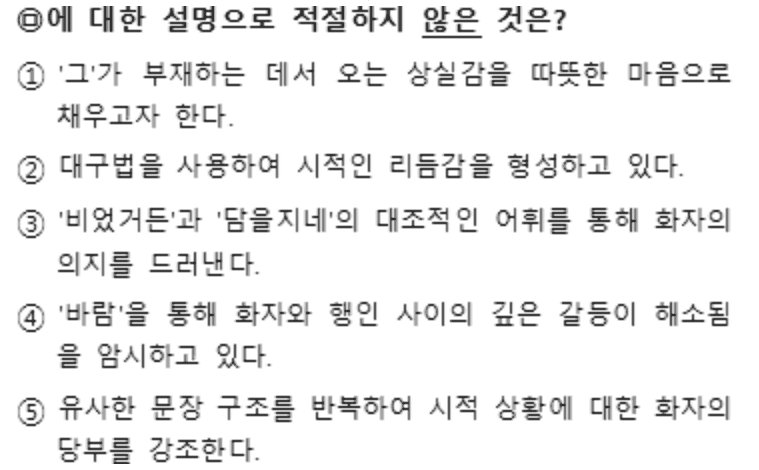 ㉤에 대한 설명으로 적절하지 않은 것은?
① '그'가 부재하는 데서 오는 상실감을 따뜻한 마음으로
채우고자 한다.
② 대구법을 사용하여 시적인 리듬감을 형성하고 있다.
③ '비었거든'과 '담을지네'의 대조적인 어휘를 통해 화자의
의지를 드러낸다.
④ '바람'을 통해 화자와 행인 사이의 깊은 갈등이 해소됨
을 암시하고 있다.
⑤ 유사한 문장 구조를 반복하여 시적 상황에 대한 화자의
당부를 강조한다.